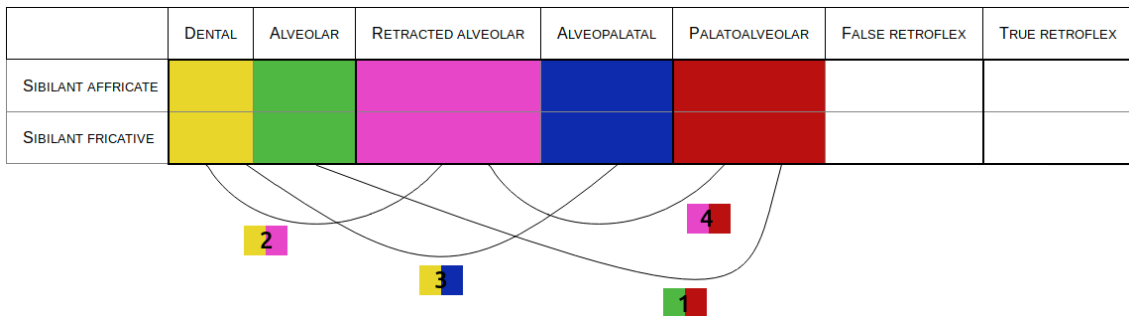 DENTAL ALVEOLAR RETRACTED ALVEOLAR ALVEOPALATAL PALATOALVEOLAR FALSE RETROFLEX TRUE RETROFLEX
SIBILANT AFFRICATE
SIBILANT FRICATIVE
4
2
3
1